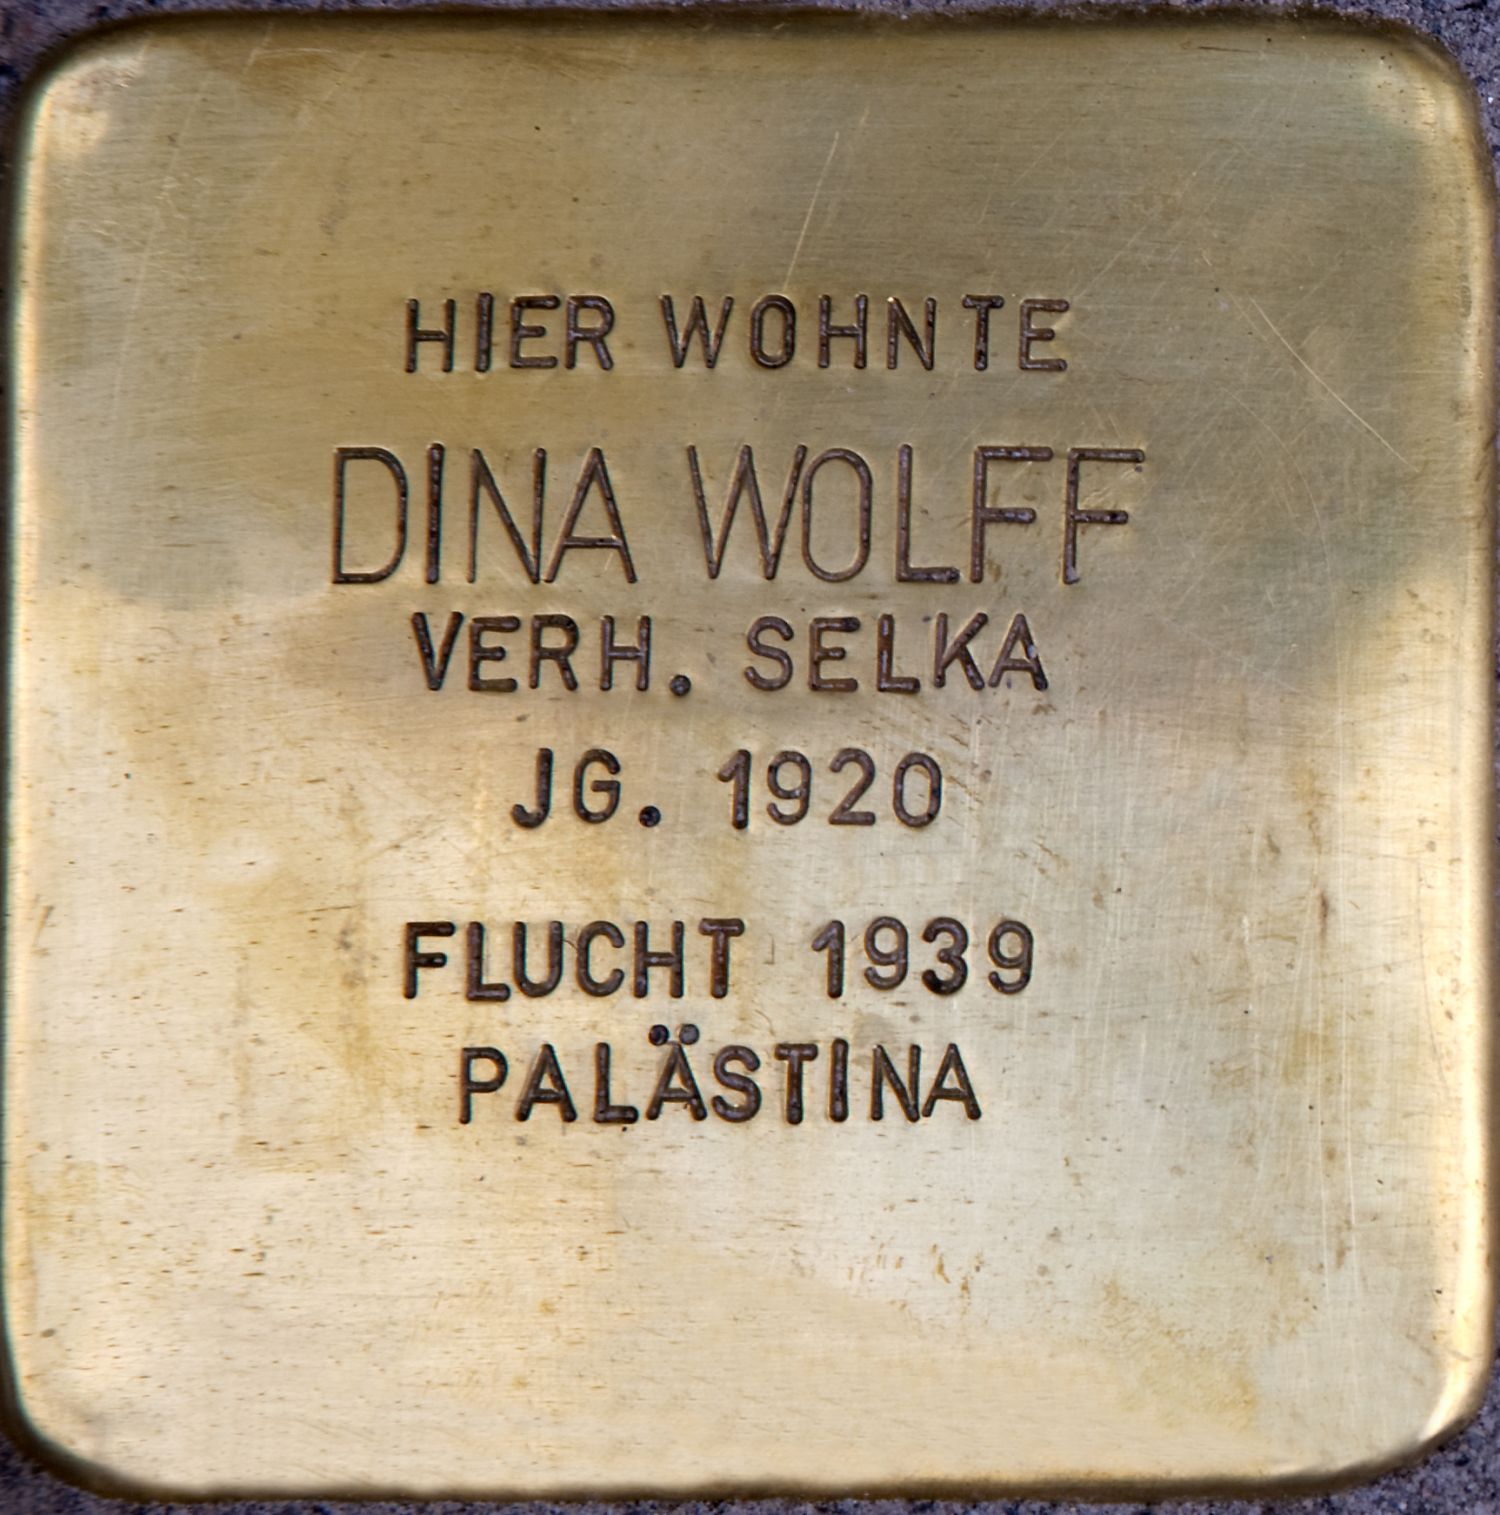 HIER WOHNTE
DINA WOLFF
VERH. SELKA
JG. 1920
FLUCHT 1939
PALÄSTINA